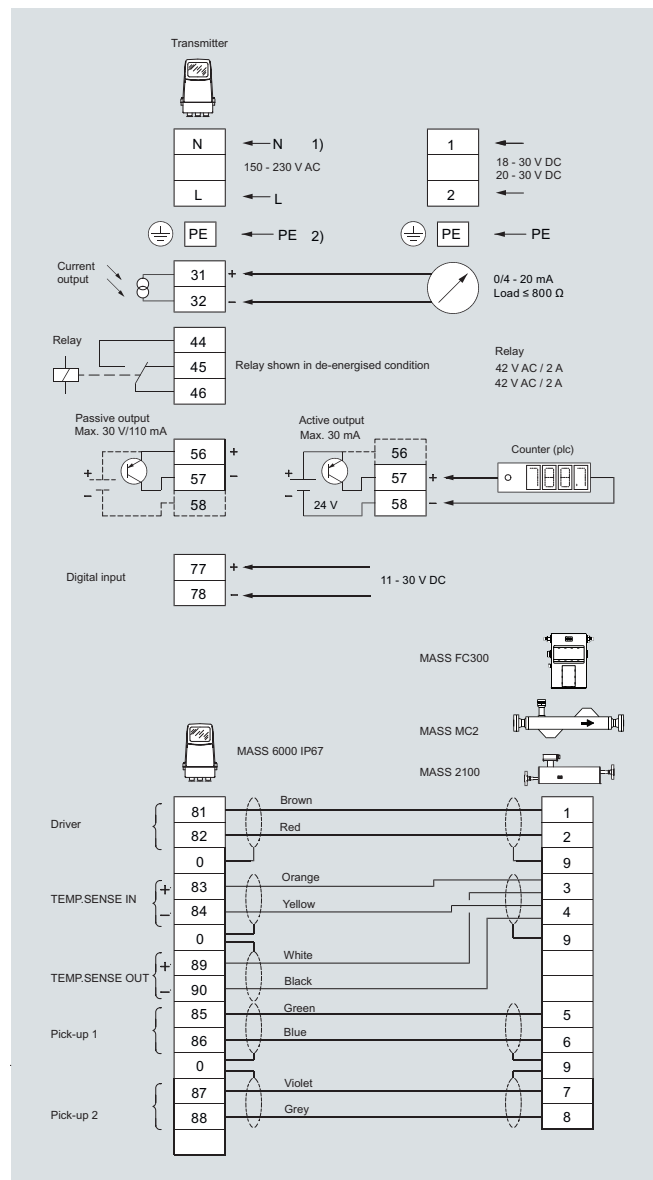 Transmitter
N N 1) 1
150 - 230 V AC 18 - 30 V DC
20 - 30 V DC
L L 2
PE PE 2) PE PE
Current
output
31 +
32 –
0/4 - 20 mA
Load ≤ 800 Ω
Relay
44
45
46
Relay shown in de-energised condition
Relay
42 V AC / 2 A
42 V AC / 2 A
Passive output
Max. 30 V/110 mA
+
–
56 +
57 –
58
Active output
Max. 30 mA
+
–
24 V
56
57 +
58 –
Counter (plc)
Digital input
77 +
78 –
11 - 30 V DC
MASS FC300
MASS MC2
MASS 6000 IP67
MASS 2100
Driver
81 Brown 1
82 Red 2
0 9
TEMP.SENSE IN
+ 83 Orange 3
– 84 Yellow 4
0 9
TEMP.SENSE OUT
+ 89 White
– 90 Black
Pick-up 1
85 Green 5
86 Blue 6
0 9
Pick-up 2
87 Violet 7
88 Grey 8